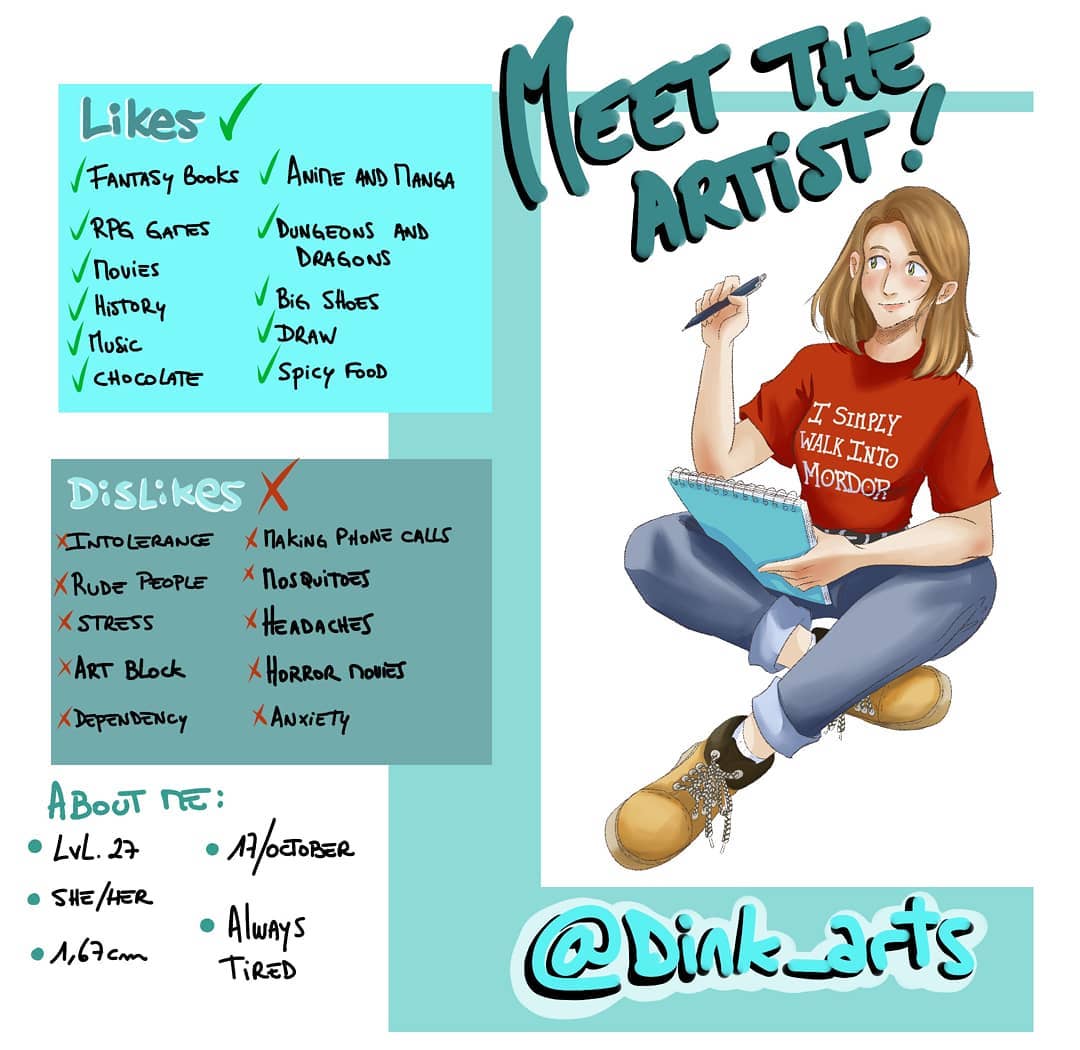 MEET THE
ARTiST!
Likes
FANTASY BOOKS
RPG GAMES
MOVIES
HISTORY
MUSIC
CHOCOLATE
ANIME AND MANGA
DUNGEONS AND
DRAGONS
BIG SHOES
DRAW
SPICY FOOD
DiSLiKES
INTOLERANCE
RUDE PEOPLE
STRESS
ART BLOCK
DEPENDENCY
MAKING PHONE CALLS
MOSQUITOES
HEADACHES
HORROR MOVIES
ANXIETY
ABOUT ME:
LVL. 27
SHE/HER
1,67cm
17/OCTOBER
ALWAYS
TIRED
I SIMPLY
WALK INTO
MORDOR
@Dink_arts